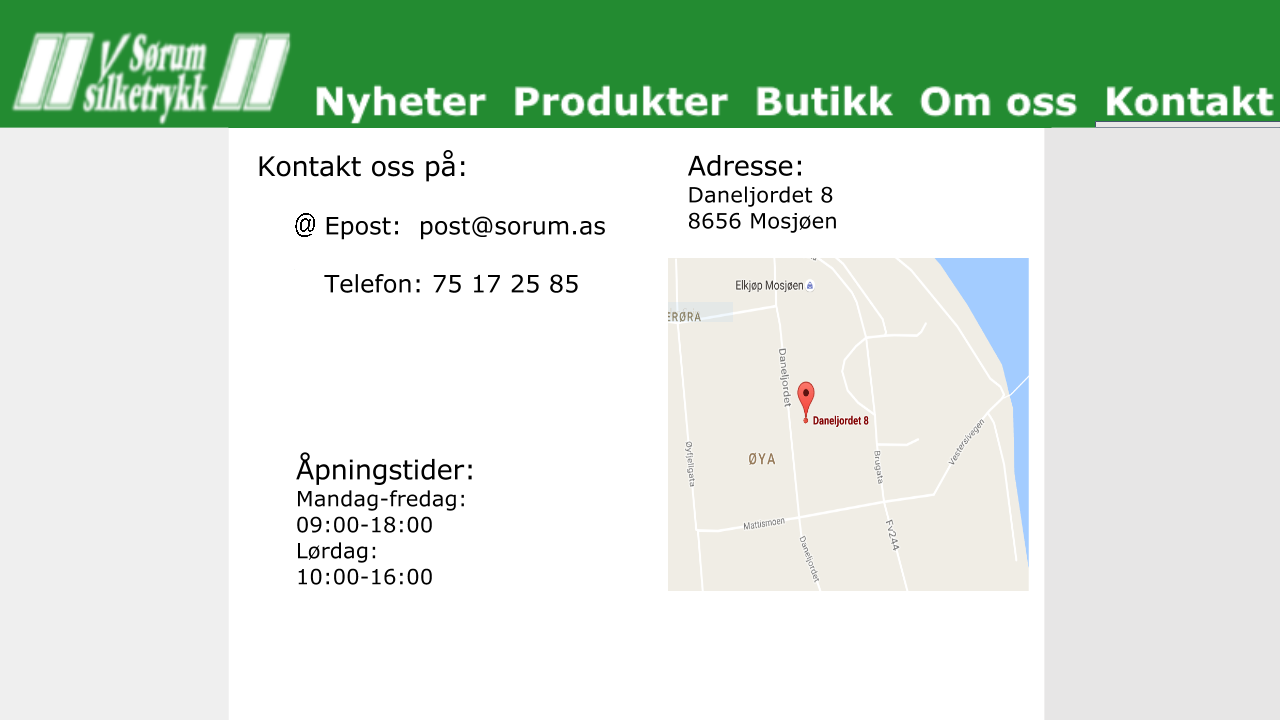 Sørum
silketrykk
Nyheter Produkter Butikk Om oss Kontakt
Kontakt oss på:
@ Epost: post@sorum.as
Telefon: 75 17 25 85
Åpningstider:
Mandag-fredag:
09:00-18:00
Lørdag:
10:00-16:00
Adresse:
Daneljordet 8
8656 Mosjøen
Elkjøp Mosjøen
ERØRA
Daneljordet
Daneljordet 8
ØYA
Øyfjellgata
Brugata
Vestersivegen
Mattismoen
Daneljordet
Fv244